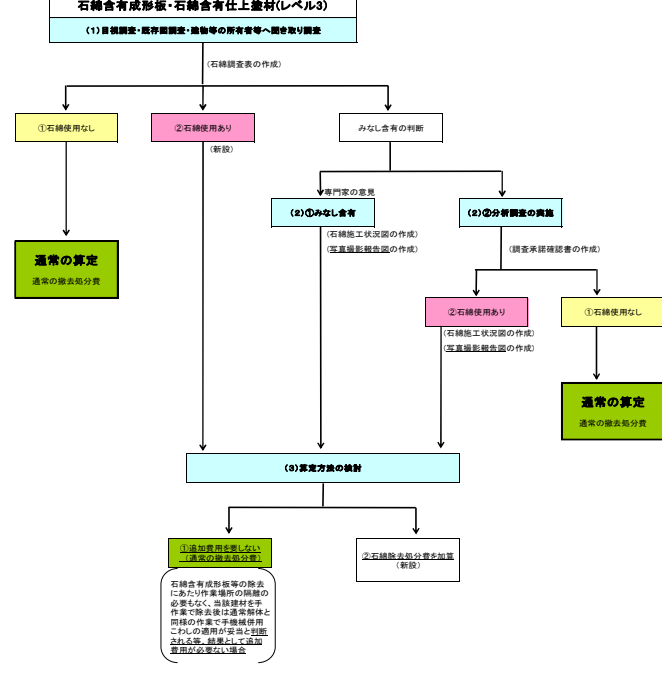 石綿含有成形板・石綿含有仕上塗材(レベル3)
(1)目視調査・既存図調査・建物等の所有者等へ聞き取り調査
(石綿調査表の作成)
①石綿使用なし
②石綿使用あり
みなし含有の判断
(新設)
専門家の意見
(2)①みなし含有
(2)②分析調査の実施
(石綿施工状況図の作成)
(写真撮影報告図の作成)
(調査承諾確認書の作成)
通常の算定
通常の撤去処分費
②石綿使用あり
①石綿使用なし
(石綿施工状況図の作成)
(写真撮影報告図の作成)
通常の算定
通常の撤去処分費
(3)算定方法の検討
①追加費用を要しない
(通常の撤去処分費)
②石綿除去処分費を加算
(新設)
石綿含有成形板等の除去
にあたり作業場所の隔離の
必要もなく、当該建材を手
作業で除去後は通常解体と
同様の作業で手機械併用
こわしの適用が妥当と判断
される等、結果として追加
費用が必要ない場合